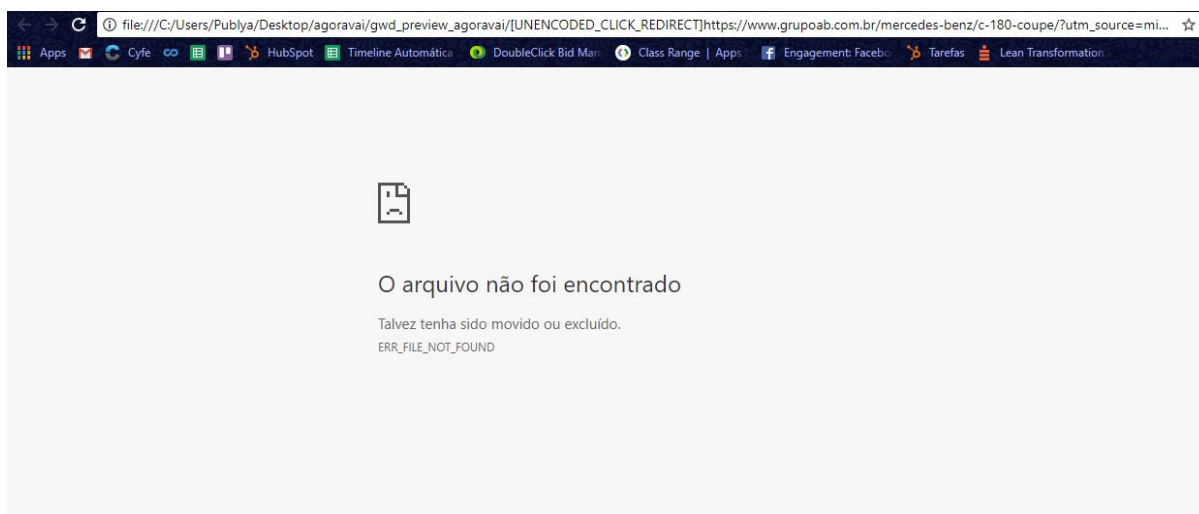 file:///C:/Users/Publya/Desktop/agoravai/gwd_preview_agoravai/[UNENCODED_CLICK_REDIRECT]https://www.grupoab.com.br/mercedes-benz/c-180-coupe/?utm_source=mi...
Apps Cyfe HubSpot Timeline Automática DoubleClick Bid Man Class Range | Apps Engagement: Facebo Tarefas Lean Transformation
O arquivo não foi encontrado
Talvez tenha sido movido ou excluído.
ERR_FILE_NOT_FOUND